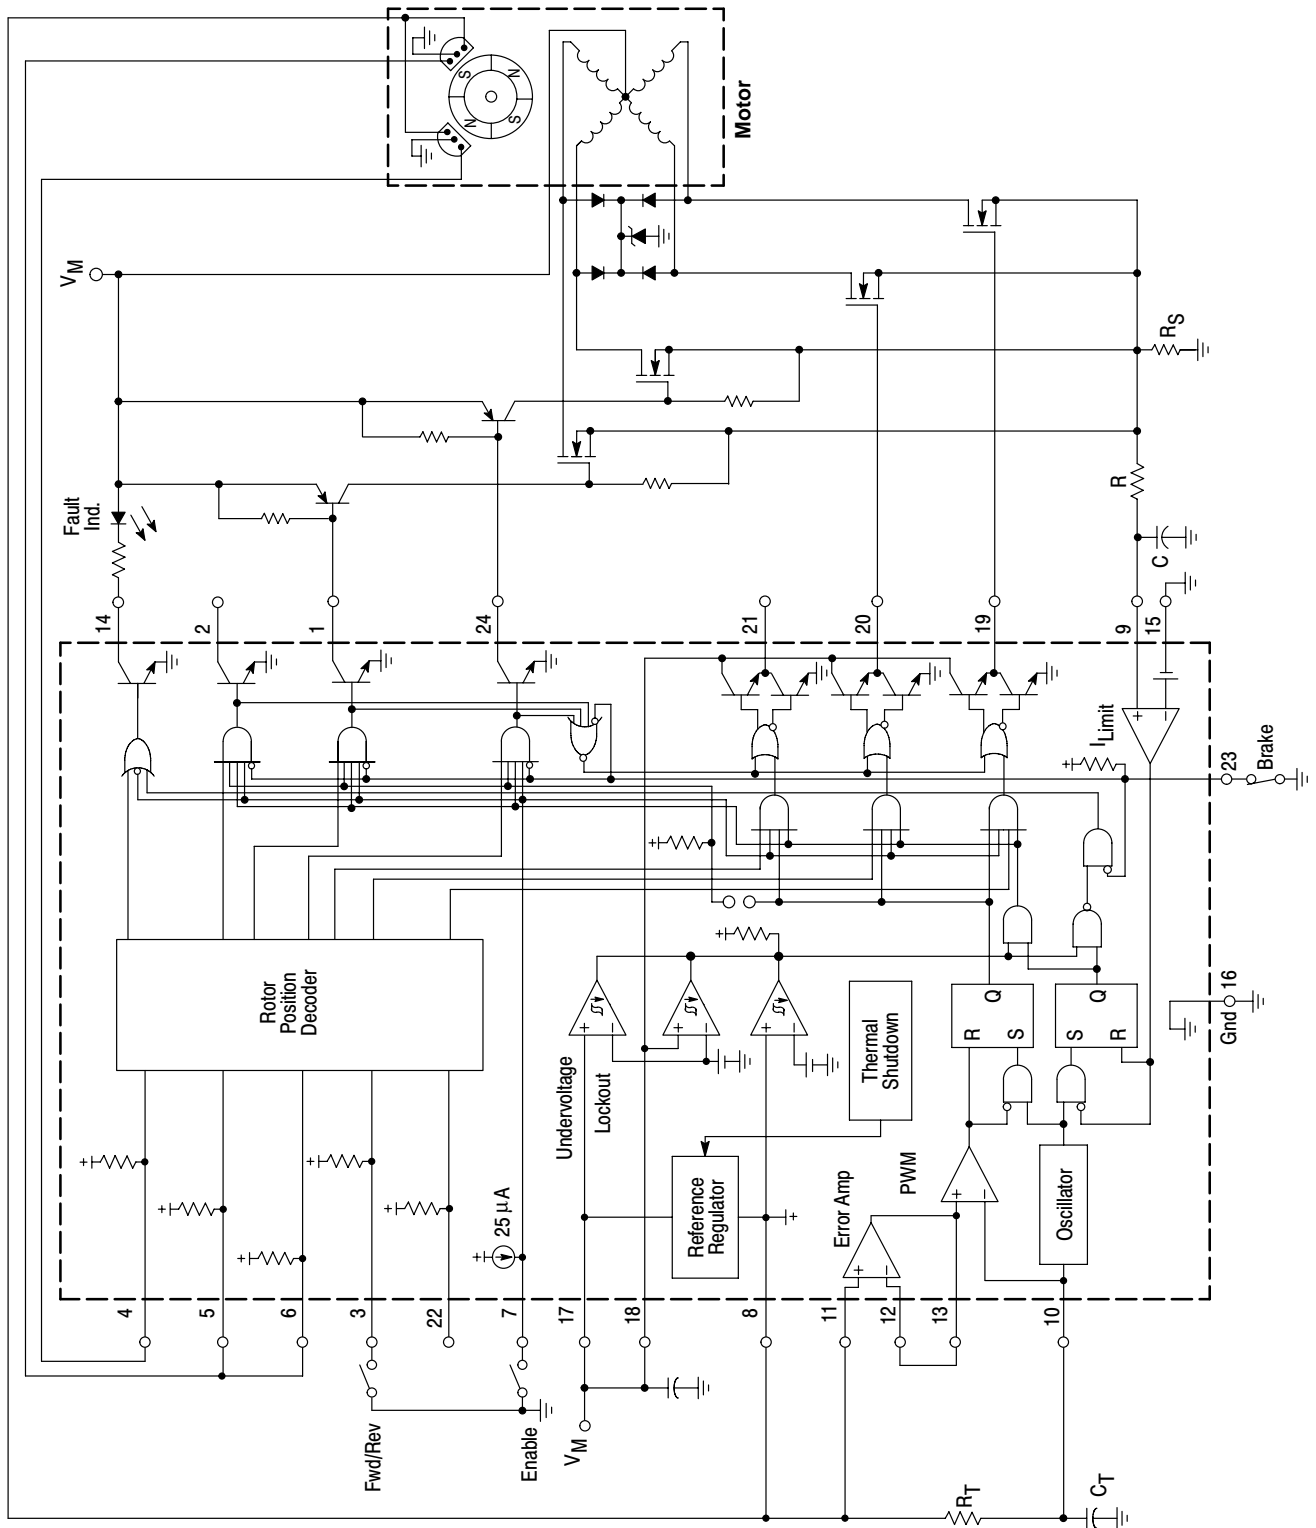 4
5
6
3
22
7
17
18
8
11
12
13
10
Fwd/Rev
Enable
VM
RT
CT
Rotor
Position
Decoder
25 μA
Undervoltage
Lockout
Reference
Regulator
Thermal
Shutdown
Error Amp
PWM
Oscillator
R
Q
S
S
Q
R
ILimit
Gnd 16
23
Brake
14
2
1
24
21
20
19
9
15
Fault
Ind.
VM
R
C
RS
Motor
S
N
N
S
+
+
+
+
+
+
+
+
+
+
+
−
+
−
+
−
+
−
+
−
+
−